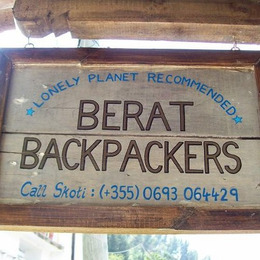 LONELY PLANET RECOMMENDED
BERAT
BACKPACKERS
Call Skoti : (+355) 0693 064429